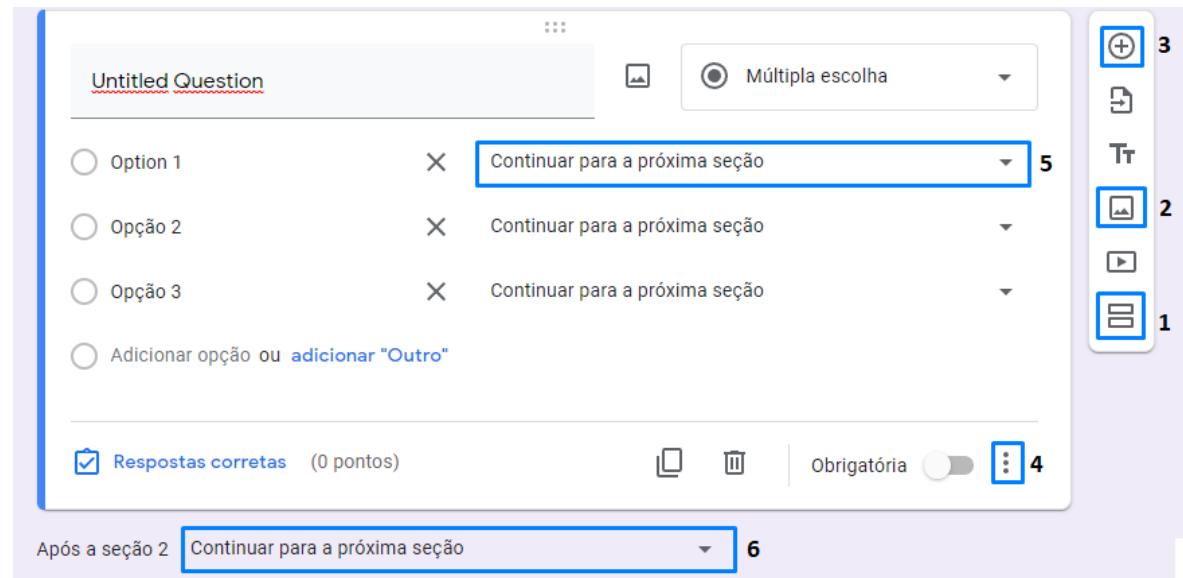 3
Untitled Question Múltipla escolha
Tт
Option 1 Continuar para a próxima seção 5
2
Opção 2 Continuar para a próxima seção
Opção 3 Continuar para a próxima seção
1
Adicionar opção ou adicionar "Outro"
Respostas corretas (0 pontos) Obrigatória 4
Após a seção 2 Continuar para a próxima seção 6